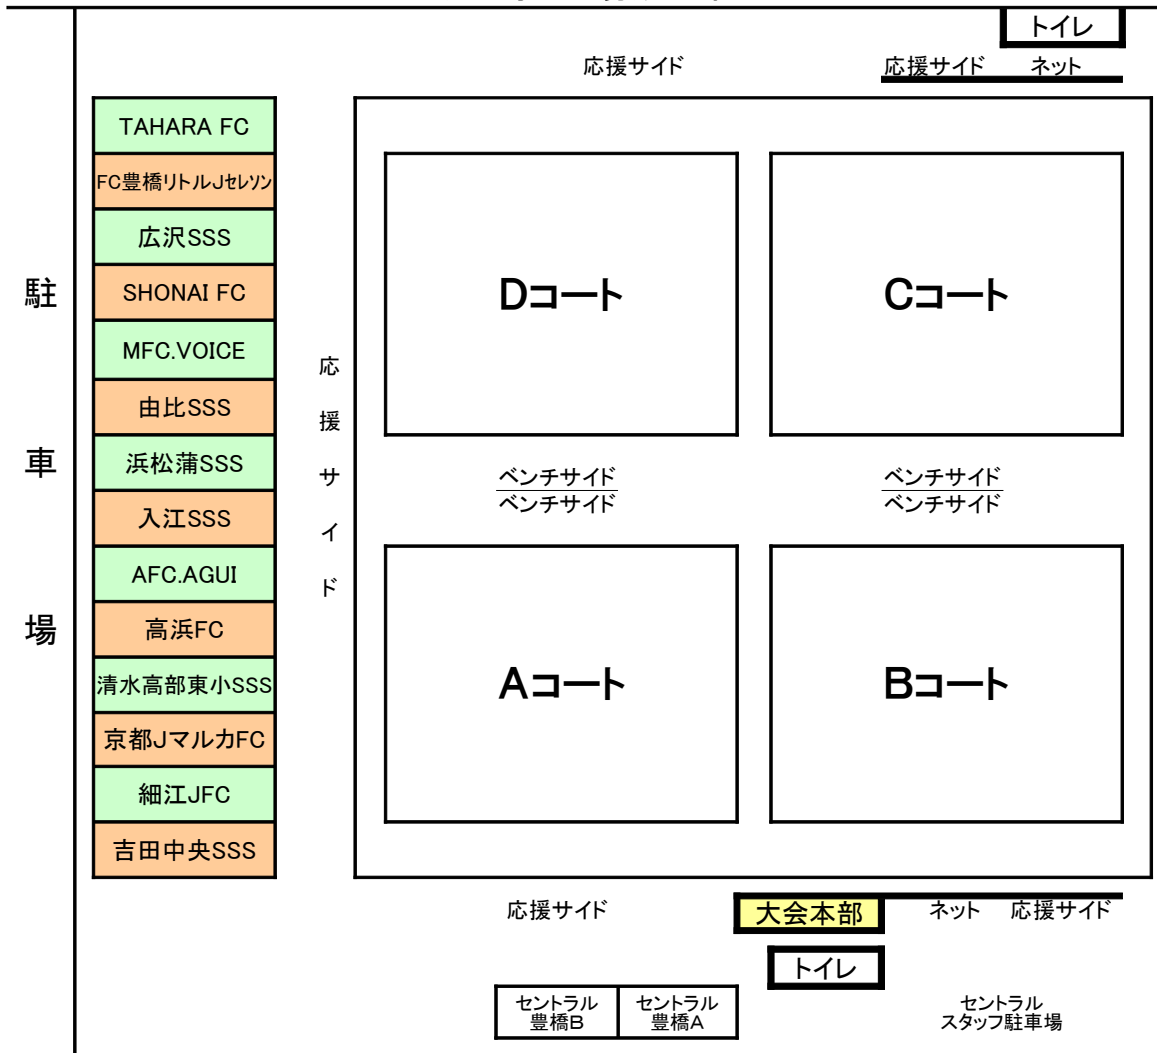 トイレ
応援サイド
応援サイド
ネット
TAHARA FC
FC豊橋リトルJセレソン
広沢SSS
SHONAI FC
MFC.VOICE
由比SSS
浜松蒲SSS
入江SSS
AFC.AGUI
高浜FC
清水高部東小SSS
京都JマルカFC
細江JFC
吉田中央SSS
駐車場
応援サイド
Dコート
Cコート
ベンチサイド
ベンチサイド
ベンチサイド
ベンチサイド
Aコート
Bコート
応援サイド
大会本部
ネット
応援サイド
トイレ
セントラル
豊橋B
セントラル
豊橋A
セントラル
スタッフ駐車場